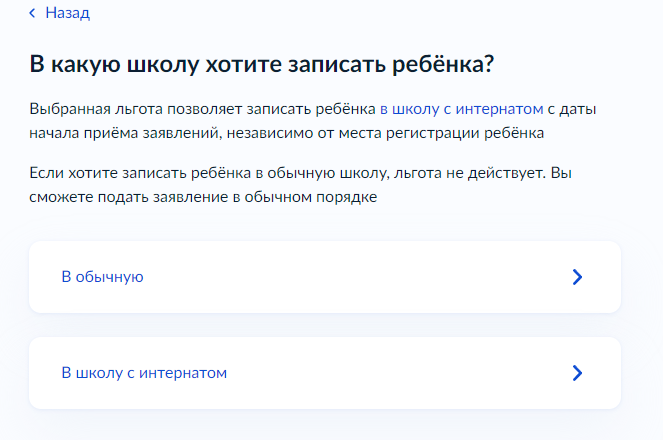 Назад
В какую школу хотите записать ребёнка?
Выбранная льгота позволяет записать ребёнка в школу с интернатом с даты
начала приёма заявлений, независимо от места регистрации ребёнка
Если хотите записать ребёнка в обычную школу, льгота не действует. Вы
сможете подать заявление в обычном порядке
В обычную
В школу с интернатом